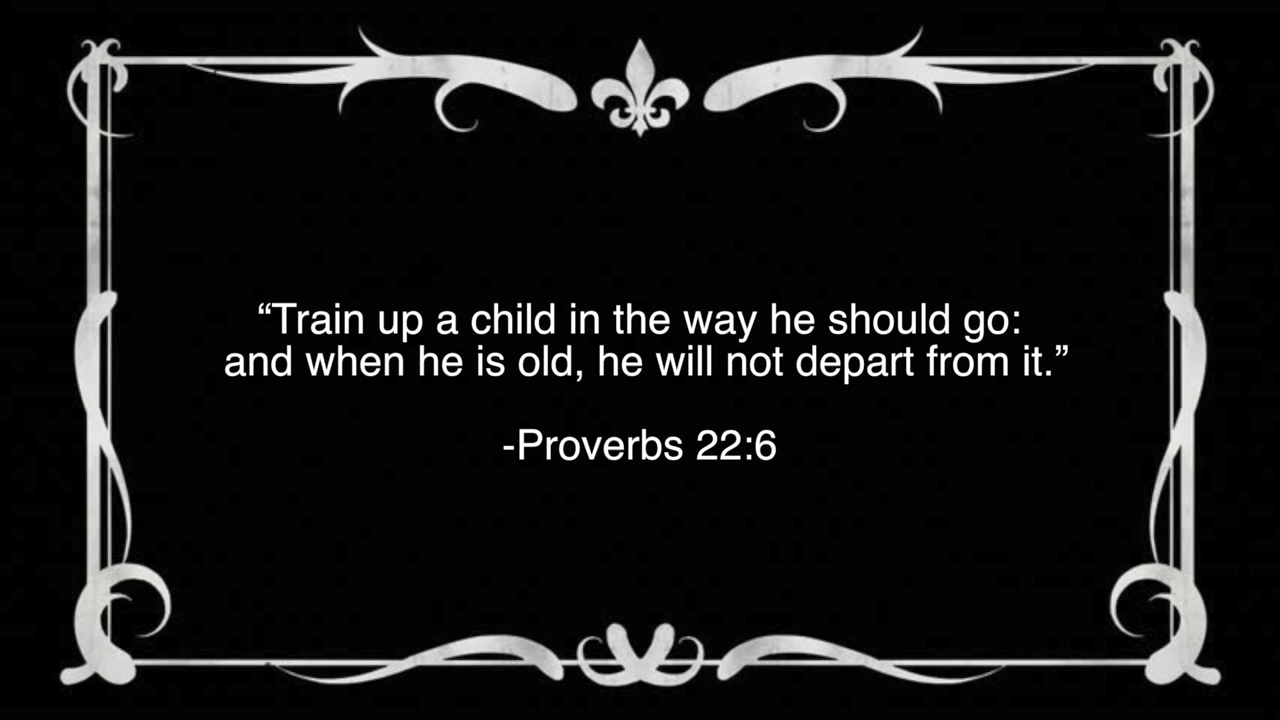 “Train up a child in the way he should go:
and when he is old, he will not depart from it.”
-Proverbs 22:6